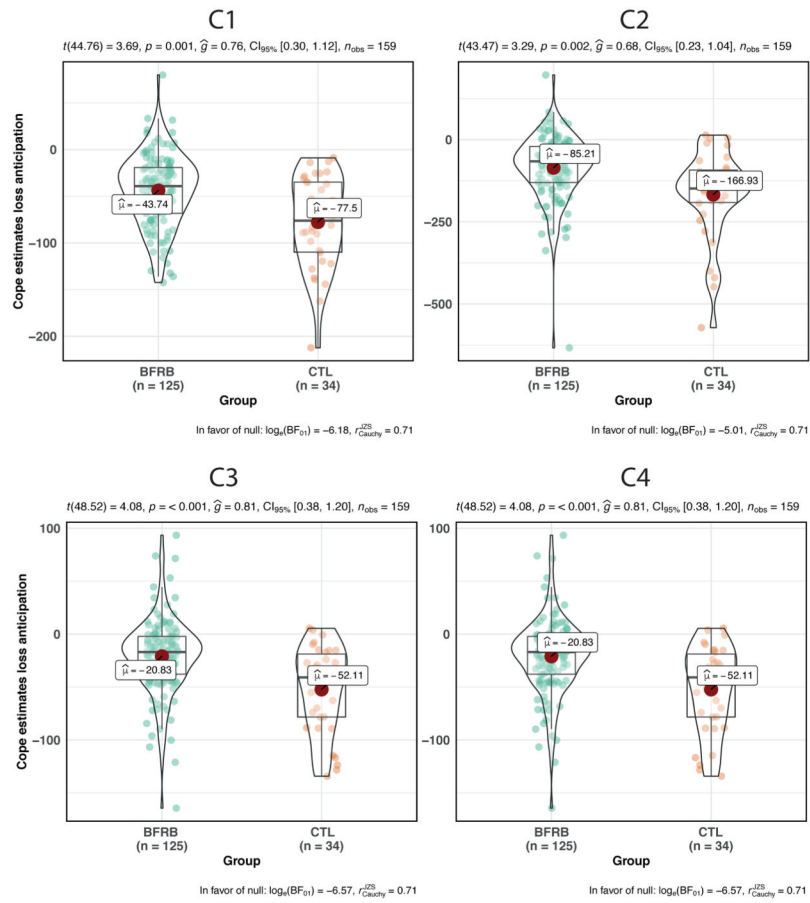 C1
t(44.76) = 3.69, p = 0.001, ĝ = 0.76, CI95% [0.30, 1.12], nobs = 159
Cope estimates loss anticipation
0
−100
−200
μ̂ = −43.74
μ̂ = −77.5
BFRB
(n = 125)
CTL
(n = 34)
Group
In favor of null: loge(BF01) = −6.18, rJZSCauchy = 0.71
C2
t(43.47) = 3.29, p = 0.002, ĝ = 0.68, CI95% [0.23, 1.04], nobs = 159
0
−250
−500
μ̂ = −85.21
μ̂ = −166.93
BFRB
(n = 125)
CTL
(n = 34)
Group
In favor of null: loge(BF01) = −5.01, rJZSCauchy = 0.71
C3
t(48.52) = 4.08, p = < 0.001, ĝ = 0.81, CI95% [0.38, 1.20], nobs = 159
Cope estimates loss anticipation
100
0
−100
μ̂ = −20.83
μ̂ = −52.11
BFRB
(n = 125)
CTL
(n = 34)
Group
In favor of null: loge(BF01) = −6.57, rJZSCauchy = 0.71
C4
t(48.52) = 4.08, p = < 0.001, ĝ = 0.81, CI95% [0.38, 1.20], nobs = 159
100
0
−100
μ̂ = −20.83
μ̂ = −52.11
BFRB
(n = 125)
CTL
(n = 34)
Group
In favor of null: loge(BF01) = −6.57, rJZSCauchy = 0.71